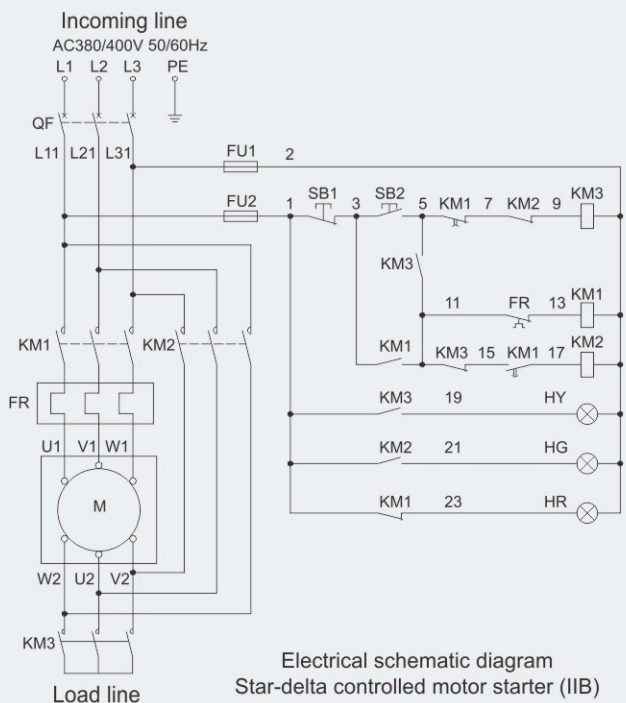 Incoming line
AC380/400V 50/60Hz
L1 L2 L3 PE
QF
L11 L21 L31
FU1 2
FU2 1 SB1 3 SB2 5 KM1 7 KM2 9 KM3
KM3
11 FR 13 KM1
KM1 KM2
KM1 KM3 15 KM1 17 KM2
FR
KM3 19 HY
U1 V1 W1
KM2 21 HG
M
KM1 23 HR
W2 U2 V2
KM3
Load line
Electrical schematic diagram
Star-delta controlled motor starter (IIB)